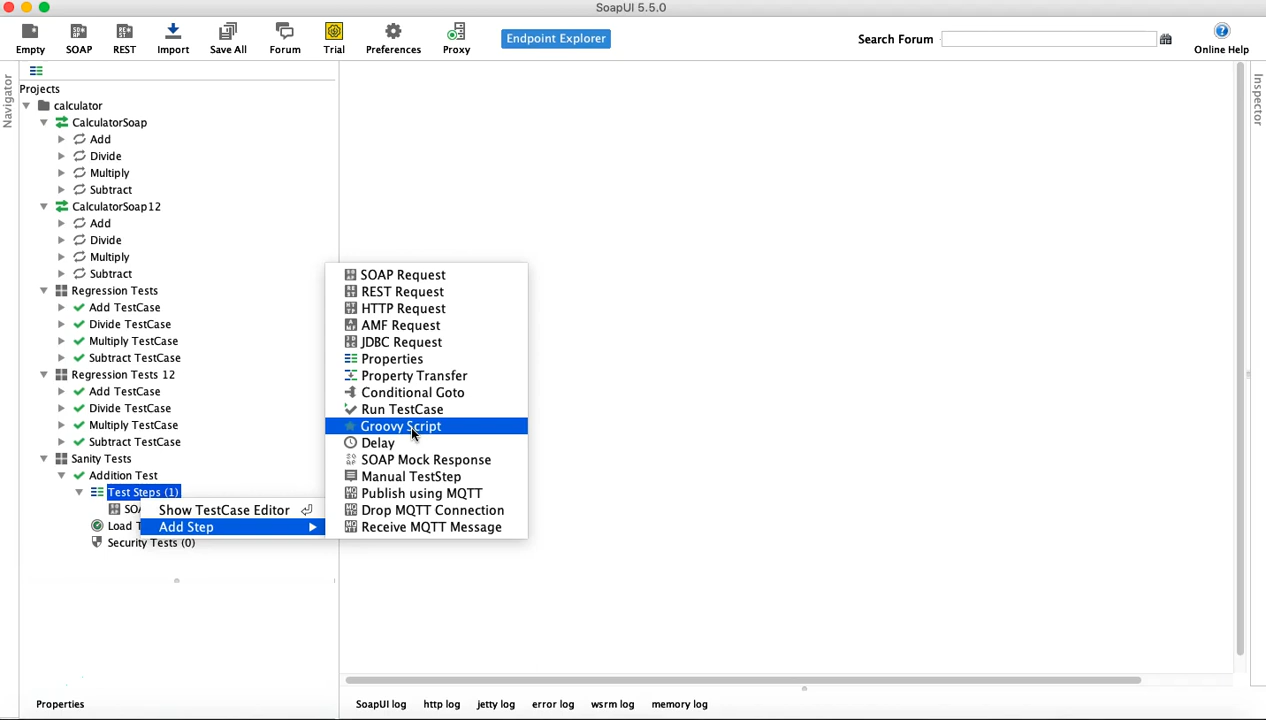 SoapUI 5.5.0
Empty SOAP REST Import Save All Forum Trial Preferences Proxy Endpoint Explorer Search Forum Online Help
Navigator
Inspector
Projects
calculator
CalculatorSoap
Add
Divide
Multiply
Subtract
CalculatorSoap12
Add
Divide
Multiply
Subtract
Regression Tests
Add TestCase
Divide TestCase
Multiply TestCase
Subtract TestCase
Regression Tests 12
Add TestCase
Divide TestCase
Multiply TestCase
Subtract TestCase
Sanity Tests
Addition Test
Test Steps (1)
Security Tests (0)
Show TestCase Editor
Add Step
SOAP Request
REST Request
HTTP Request
AMF Request
JDBC Request
Properties
Property Transfer
Conditional Goto
Run TestCase
Groovy Script
Delay
SOAP Mock Response
Manual TestStep
Publish using MQTT
Drop MQTT Connection
Receive MQTT Message
Properties
SoapUI log http log jetty log error log wsrm log memory log